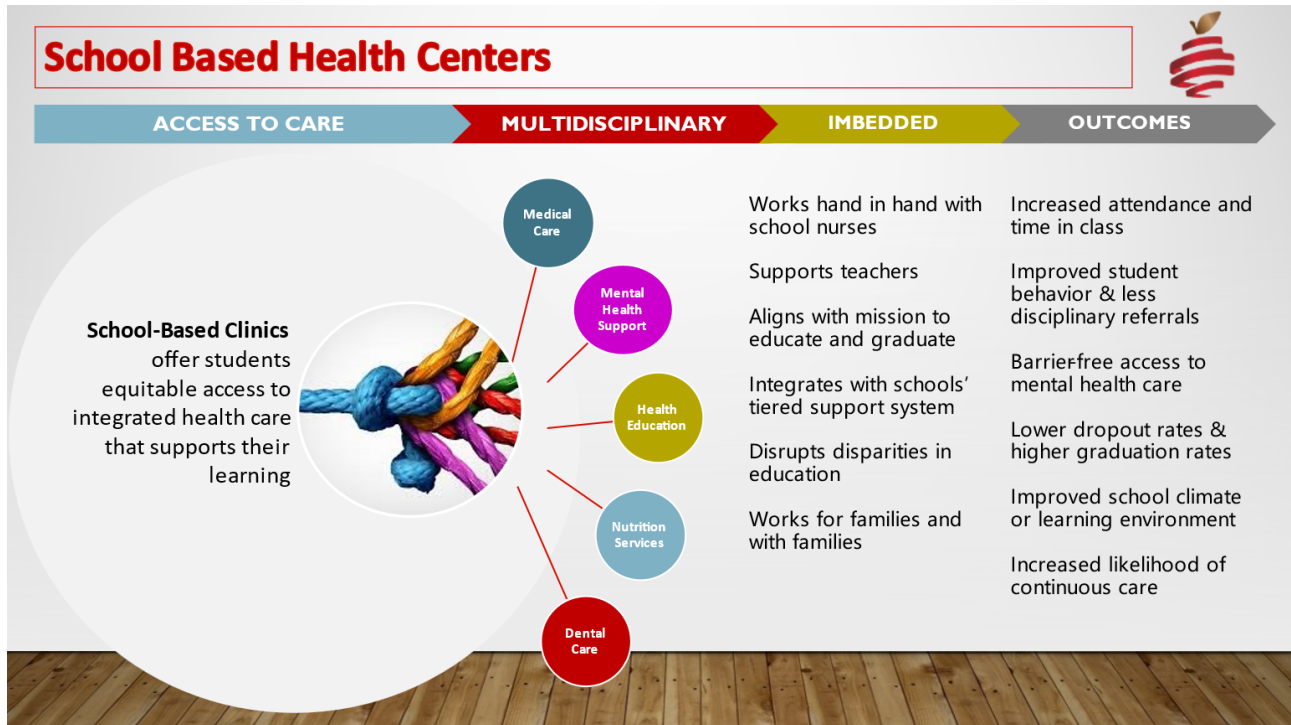 School Based Health Centers
ACCESS TO CARE
MULTIDISCIPLINARY
IMBEDDED
OUTCOMES
School-Based Clinics
offer students
equitable access to
integrated health care
that supports their
learning
Medical
Care
Mental
Health
Support
Health
Education
Nutrition
Services
Dental
Care
Works hand in hand with
school nurses
Supports teachers
Aligns with mission to
educate and graduate
Integrates with schools’
tiered support system
Disrupts disparities in
education
Works for families and
with families
Increased attendance and
time in class
Improved student
behavior & less
disciplinary referrals
Barrier-free access to
mental health care
Lower dropout rates &
higher graduation rates
Improved school climate
or learning environment
Increased likelihood of
continuous care